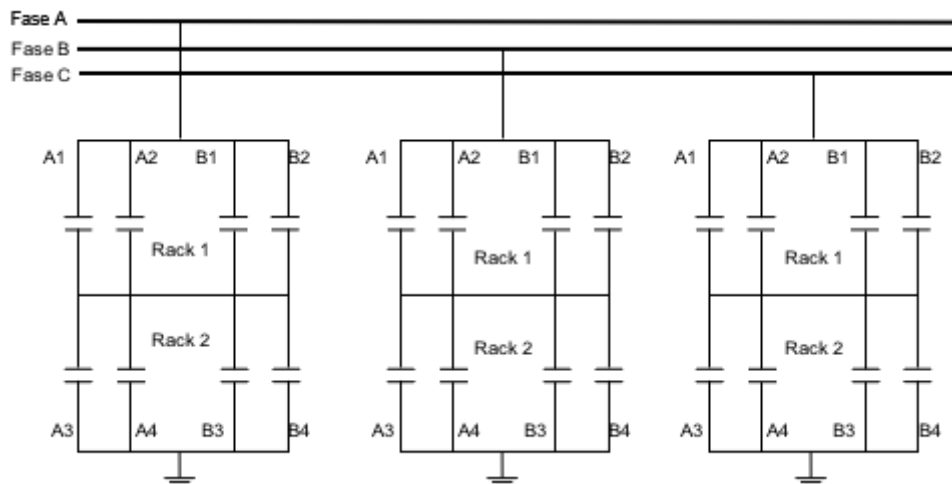 Fase A
Fase B
Fase C
A1 A2 B1 B2 A1 A2 B1 B2 A1 A2 B1 B2
Rack 1 Rack 1 Rack 1
Rack 2 Rack 2 Rack 2
A3 A4 B3 B4 A3 A4 B3 B4 A3 A4 B3 B4